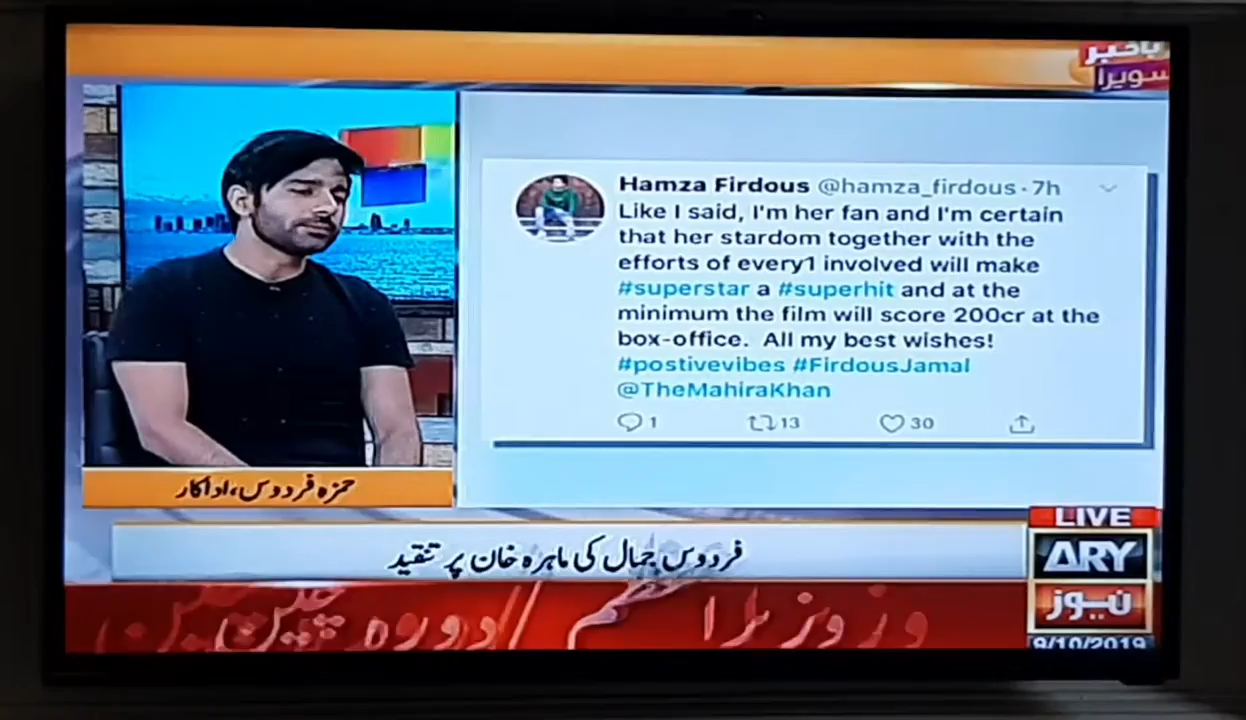 باخبر
سویرا
Hamza Firdous @hamza_firdous · 7h
Like I said, I'm her fan and I'm certain
that her stardom together with the
efforts of every1 involved will make
#superstar a #superhit and at the
minimum the film will score 200cr at the
box-office. All my best wishes!
#postivevibes #FirdousJamal
@TheMahiraKhan
1 13 30
حمزہ فردوس، اداکار
فردوس جمال کی ماہرہ خان پر تنقید
LIVE
ARY
نیوز
9/10/2019
دورہ چین